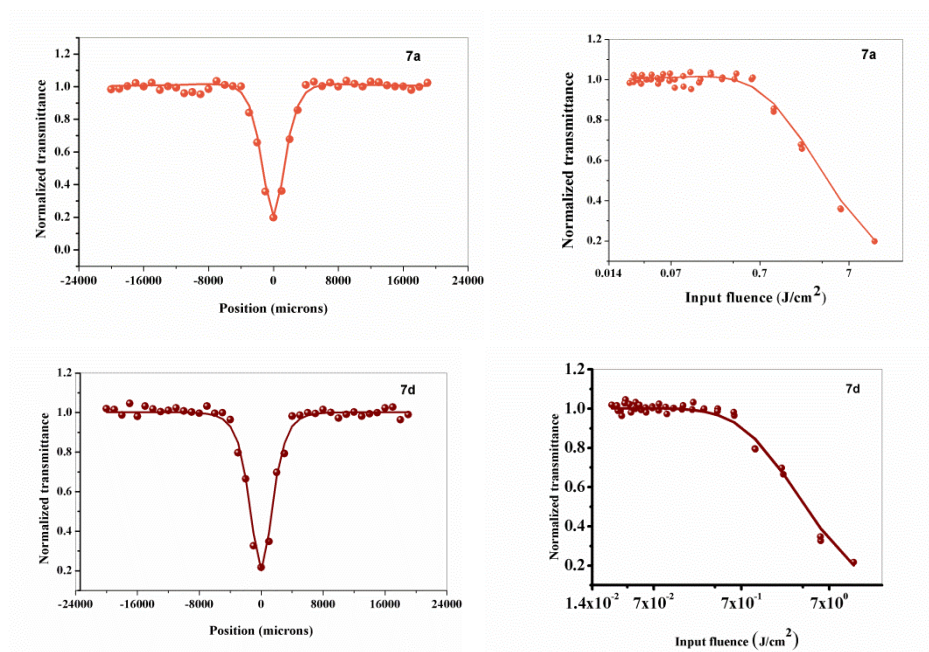 7a
1.2
1.0
0.8
0.6
0.4
0.2
0.0
Normalized transmittance
-24000 -16000 -8000 0 8000 16000 24000
Position (microns)
7a
1.2
1.0
0.8
0.6
0.4
0.2
Normalized transmittance
0.014 0.07 0.7 7
Input fluence (J/cm²)
7d
1.2
1.0
0.8
0.6
0.4
0.2
Normalized transmittance
-24000 -16000 -8000 0 8000 16000 24000
Position (microns)
7d
1.2
1.0
0.8
0.6
0.4
0.2
Normalized transmittance
1.4x10⁻² 7x10⁻² 7x10⁻¹ 7x10⁰
Input fluence (J/cm²)